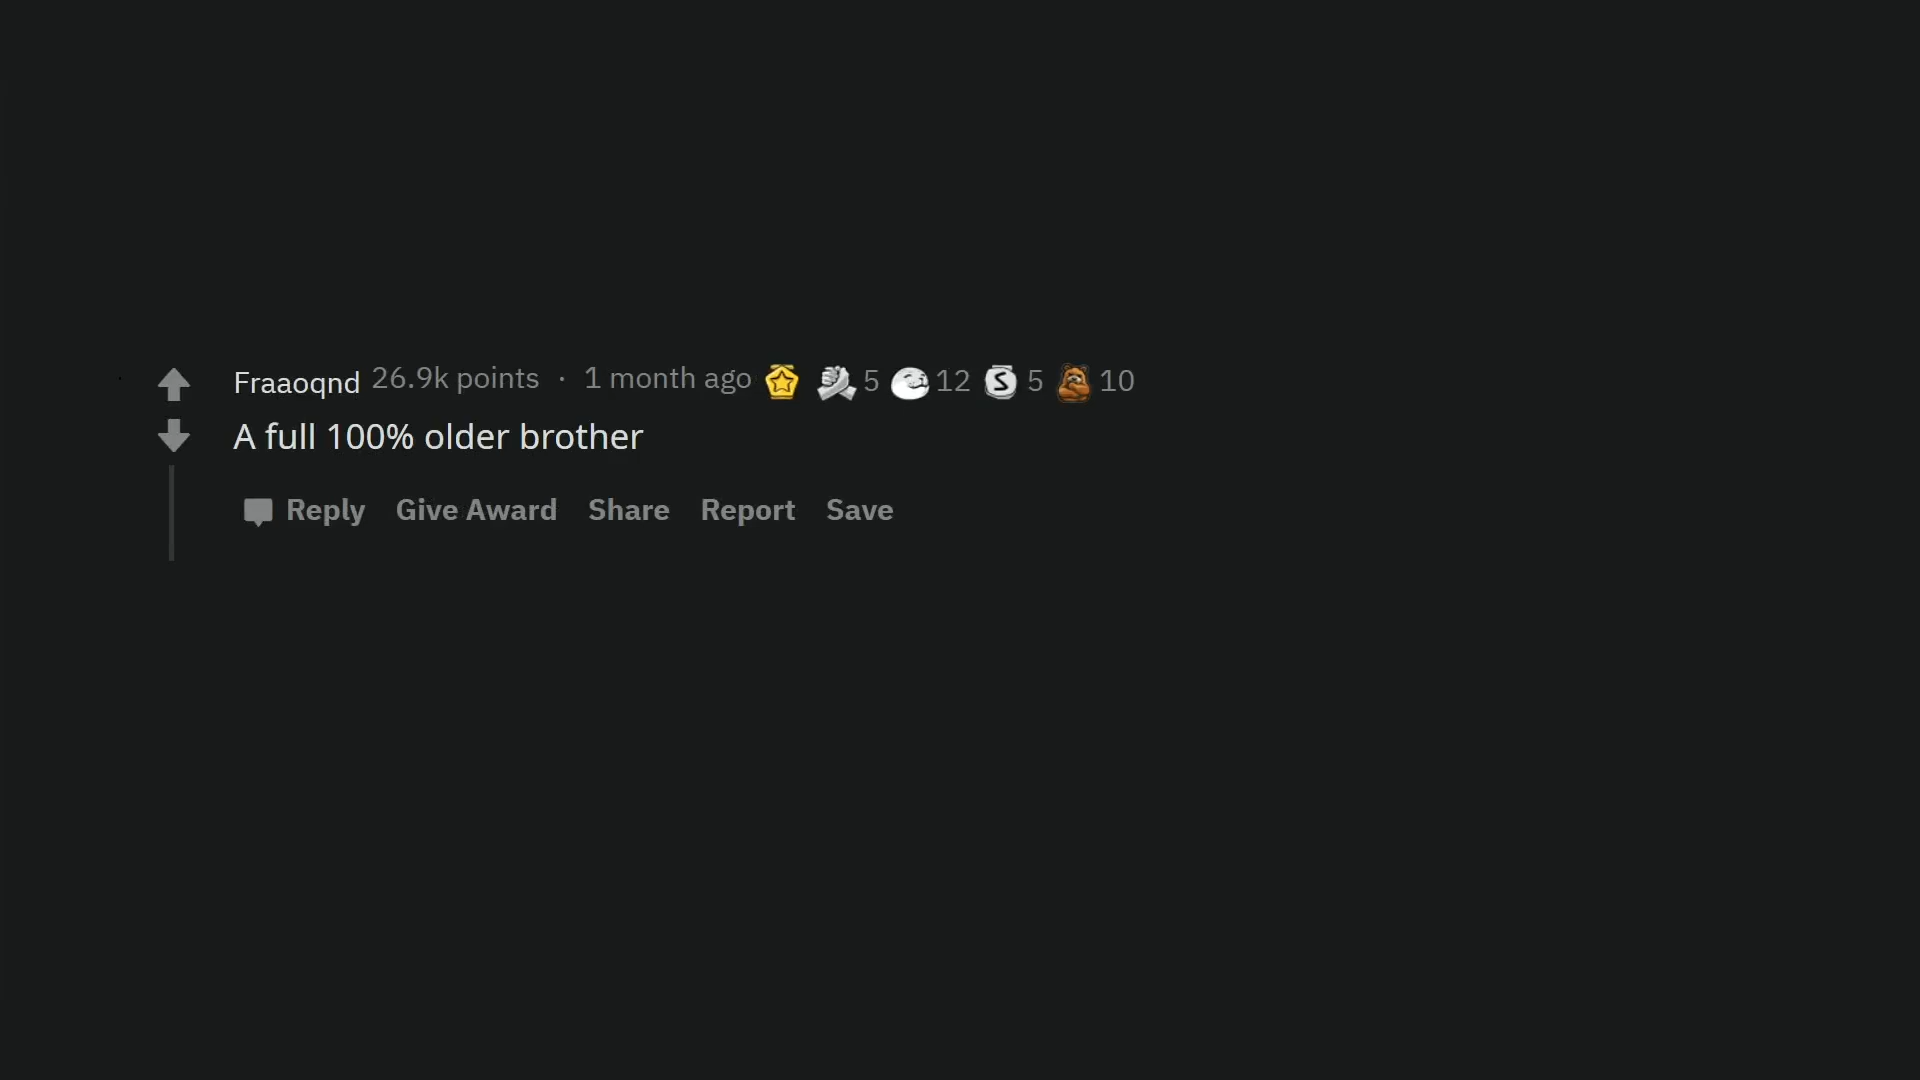 Fraaoqnd 26.9k points · 1 month ago 5 12 S 5 10
A full 100% older brother
Reply Give Award Share Report Save